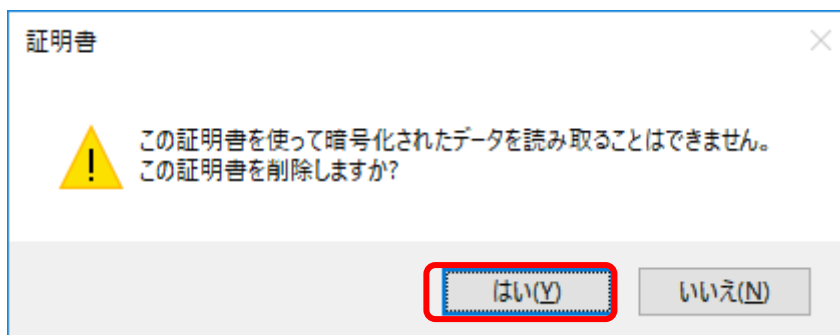 証明書
この証明書を使って暗号化されたデータを読み取ることはできません。
この証明書を削除しますか?
はい(Y)
いいえ(N)